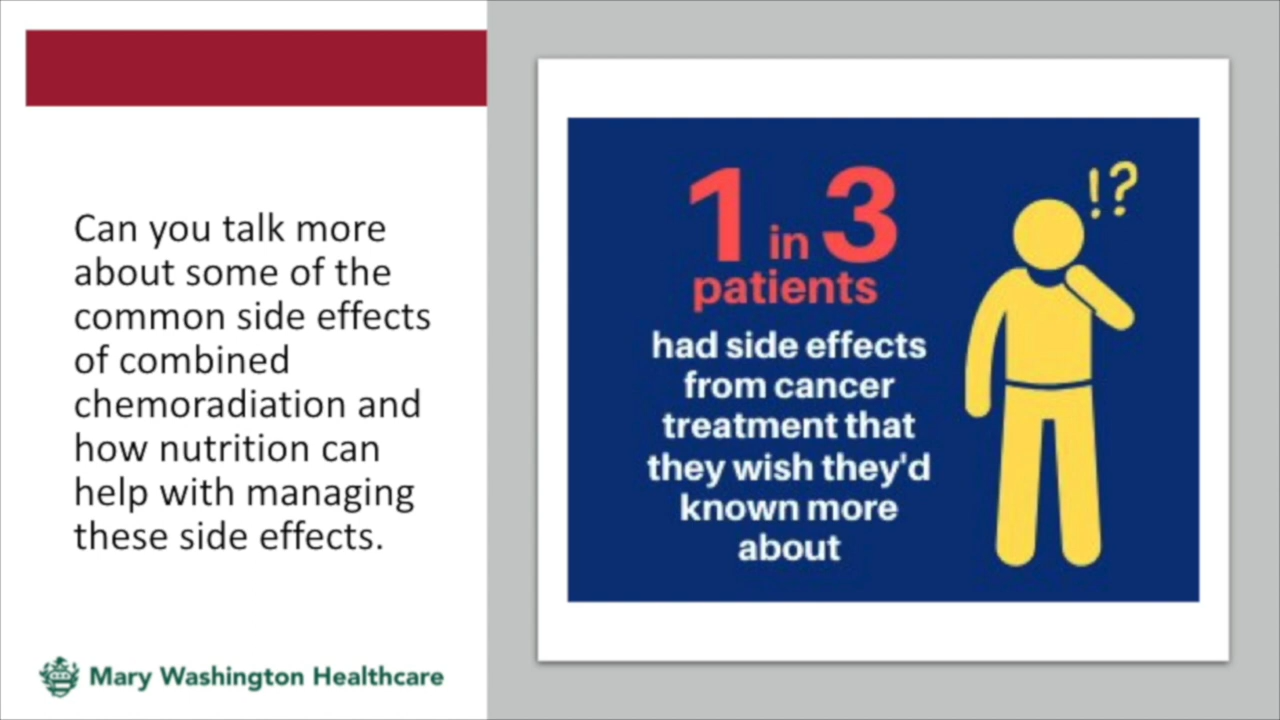 Can you talk more
about some of the
common side effects
of combined
chemoradiation and
how nutrition can
help with managing
these side effects.
Mary Washington Healthcare
1 in 3
patients
had side effects
from cancer
treatment that
they wish they'd
known more
about
!?